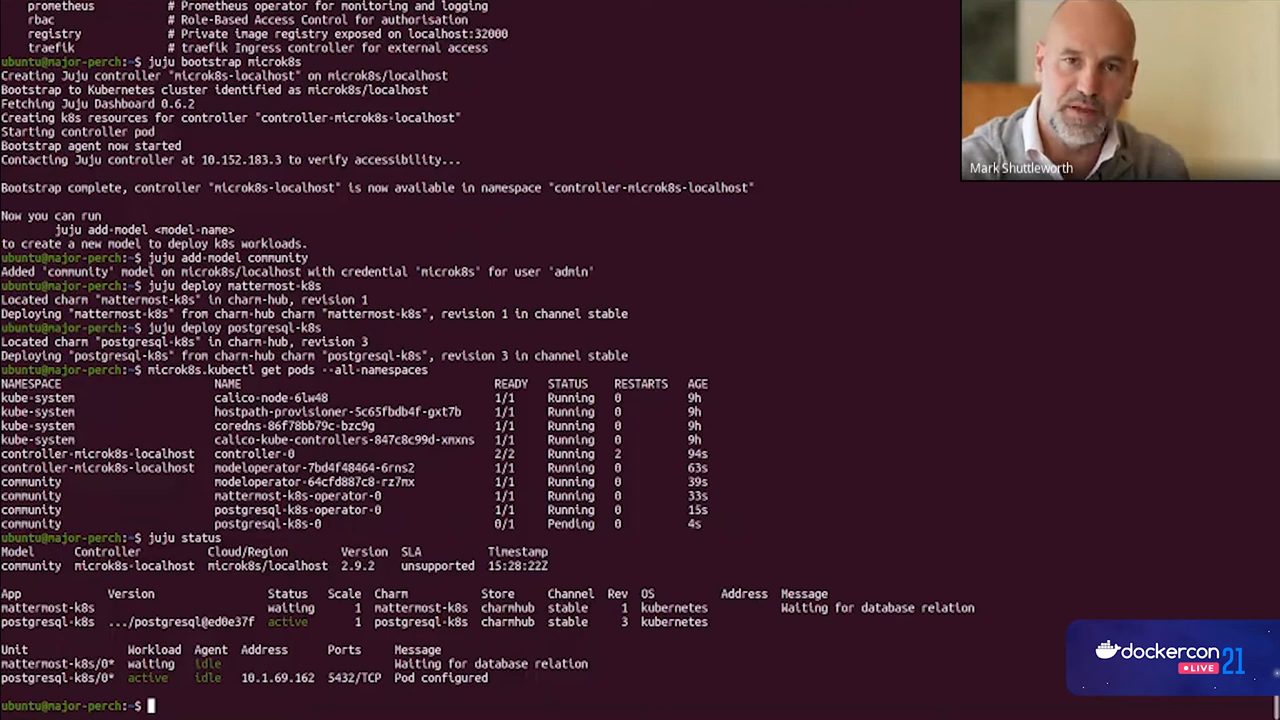 prometheus # Prometheus operator for monitoring and logging
rbac # Role-Based Access Control for authorisation
registry # Private image registry exposed on localhost:32000
traefik # traefik Ingress controller for external access
ubuntu@major-perch:~$ juju bootstrap microk8s
Creating Juju controller "microk8s-localhost" on microk8s/localhost
Bootstrap to Kubernetes cluster identified as microk8s/localhost
Fetching Juju Dashboard 0.6.2
Creating k8s resources for controller "controller-microk8s-localhost"
Starting controller pod
Bootstrap agent now started
Contacting Juju controller at 10.152.183.3 to verify accessibility...
Bootstrap complete, controller "microk8s-localhost" is now available in namespace "controller-microk8s-localhost"
Now you can run
juju add-model <model-name>
to create a new model to deploy k8s workloads.
ubuntu@major-perch:~$ juju add-model community
Added 'community' model on microk8s/localhost with credential 'microk8s' for user 'admin'
ubuntu@major-perch:~$ juju deploy mattermost-k8s
Located charm "mattermost-k8s" in charm-hub, revision 1
Deploying "mattermost-k8s" from charm-hub charm "mattermost-k8s", revision 1 in channel stable
ubuntu@major-perch:~$ juju deploy postgresql-k8s
Located charm "postgresql-k8s" in charm-hub, revision 3
Deploying "postgresql-k8s" from charm-hub charm "postgresql-k8s", revision 3 in channel stable
ubuntu@major-perch:~$ microk8s.kubectl get pods --all-namespaces
NAMESPACE NAME READY STATUS RESTARTS AGE
kube-system calico-node-6lw48 1/1 Running 0 9h
kube-system hostpath-provisioner-5c65fbdb4f-gxt7b 1/1 Running 0 9h
kube-system coredns-86f78bb79c-bzc9g 1/1 Running 0 9h
kube-system calico-kube-controllers-847c8c99d-xmxns 1/1 Running 0 9h
controller-microk8s-localhost controller-0 2/2 Running 2 94s
controller-microk8s-localhost modeloperator-7bd4f48464-6rns2 1/1 Running 0 63s
community modeloperator-64cfd887c8-rz7mx 1/1 Running 0 39s
community mattermost-k8s-operator-0 1/1 Running 0 33s
community postgresql-k8s-operator-0 1/1 Running 0 15s
community postgresql-k8s-0 0/1 Pending 0 4s
ubuntu@major-perch:~$ juju status
Model Controller Cloud/Region Version SLA Timestamp
community microk8s-localhost microk8s/localhost 2.9.2 unsupported 15:28:22Z
App Version Status Scale Charm Store Channel Rev OS Address Message
mattermost-k8s waiting 1 mattermost-k8s charmhub stable 1 kubernetes Waiting for database relation
postgresql-k8s .../postgresql@ed0e37f active 1 postgresql-k8s charmhub stable 3 kubernetes
Unit Workload Agent Address Ports Message
mattermost-k8s/0* waiting idle Waiting for database relation
postgresql-k8s/0* active idle 10.1.69.162 5432/TCP Pod configured
ubuntu@major-perch:~$
Mark Shuttleworth
dockercon
LIVE 21